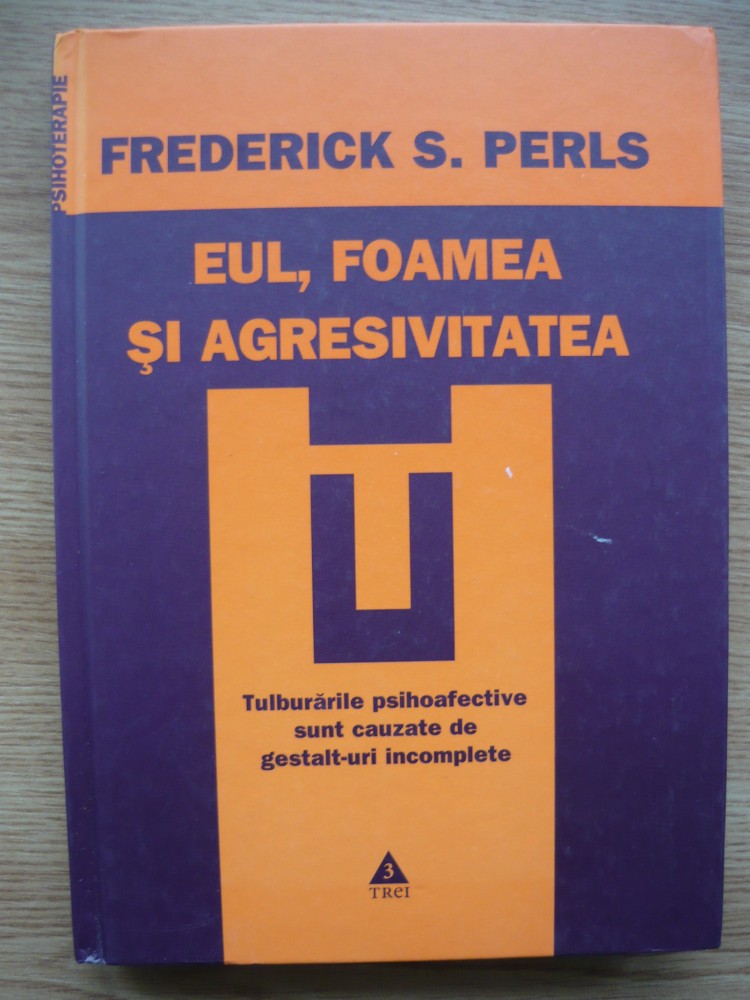 PSIHOTERAPIE
FREDERICK S. PERLS
EUL, FOAMEA
ŞI AGRESIVITATEA
Tulburările psihoafective
sunt cauzate de
gestalt-uri incomplete
3
TRei